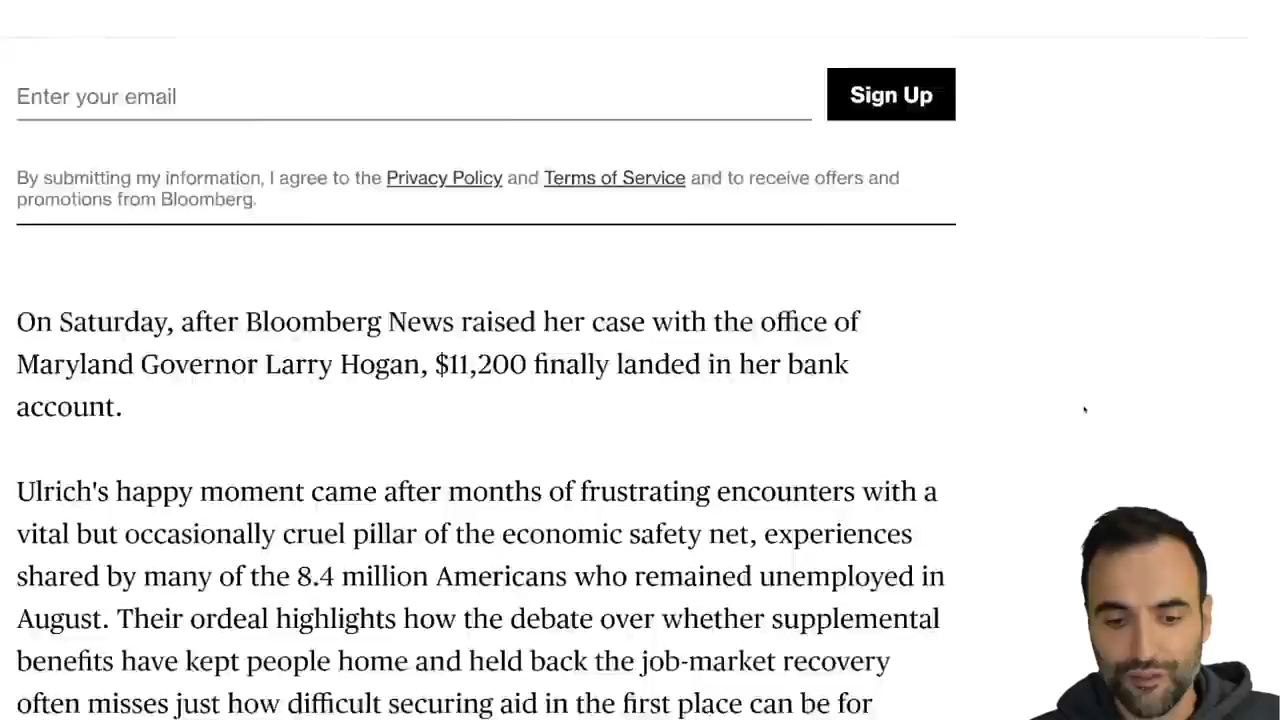 Enter your email
Sign Up
By submitting my information, I agree to the Privacy Policy and Terms of Service and to receive offers and
promotions from Bloomberg.
On Saturday, after Bloomberg News raised her case with the office of
Maryland Governor Larry Hogan, $11,200 finally landed in her bank
account.
Ulrich's happy moment came after months of frustrating encounters with a
vital but occasionally cruel pillar of the economic safety net, experiences
shared by many of the 8.4 million Americans who remained unemployed in
August. Their ordeal highlights how the debate over whether supplemental
benefits have kept people home and held back the job-market recovery
often misses just how difficult securing aid in the first place can be for